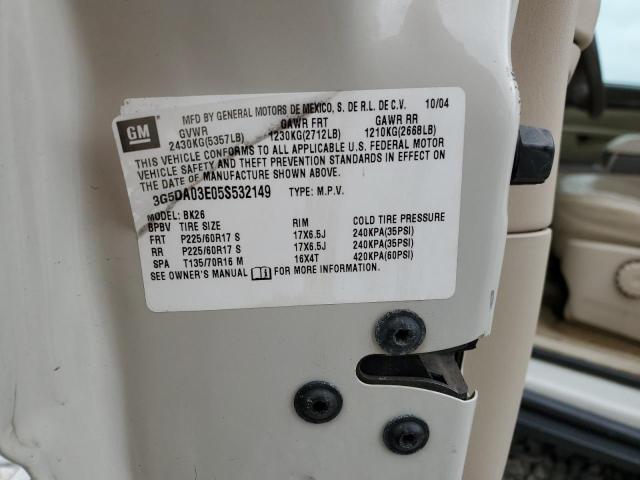 MFD BY GENERAL MOTORS DE MEXICO, S. DE R.L. DE C.V. 10/04
GM
GVWR GAWR FRT GAWR RR
2430KG(5357LB) 1230KG(2712LB) 1210KG(2668LB)
THIS VEHICLE CONFORMS TO ALL APPLICABLE U.S. FEDERAL MOTOR
VEHICLE SAFETY AND THEFT PREVENTION STANDARDS IN EFFECT ON
THE DATE OF MANUFACTURE SHOWN ABOVE.
3G5DA03E05S532149 TYPE: M.P.V.
MODEL: BK26
BPBV TIRE SIZE RIM COLD TIRE PRESSURE
FRT P225/60R17 S 17X6.5J 240KPA(35PSI)
RR P225/60R17 S 17X6.5J 240KPA(35PSI)
SPA T135/70R16 M 16X4T 420KPA(60PSI)
SEE OWNER'S MANUAL FOR MORE INFORMATION.